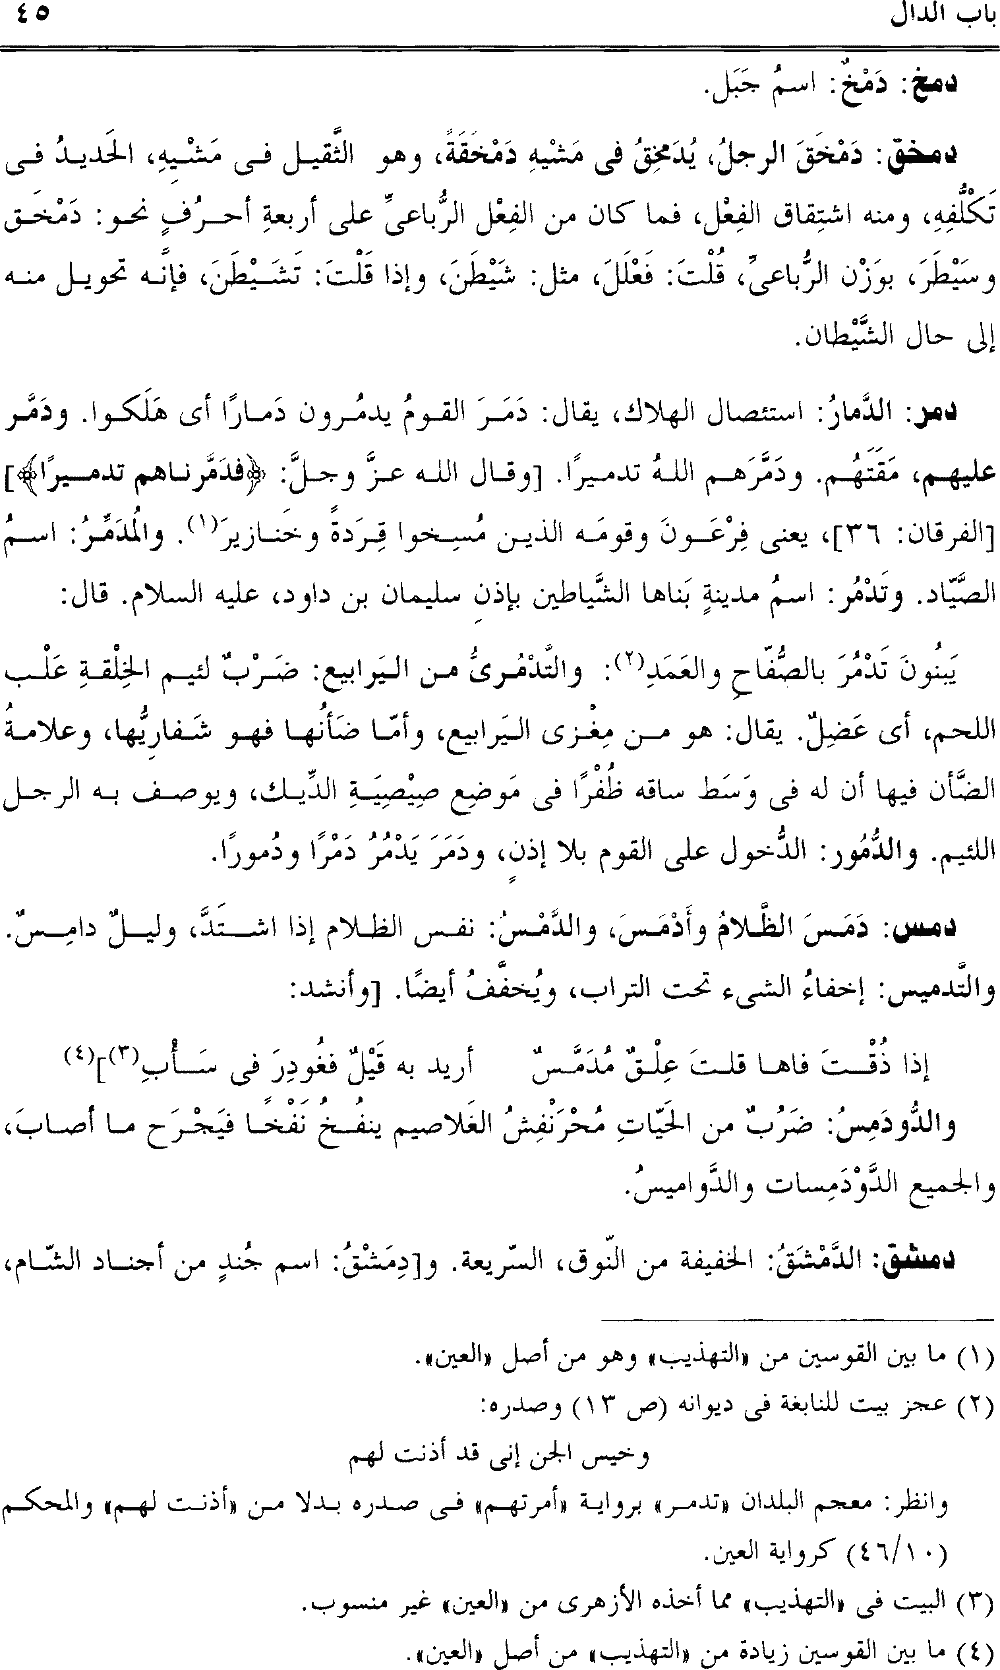 باب الدال ٤٥
دمخ: دَمْخٌ: اسمُ جَبَل.
دمخق: دَمْخَقَ الرجلُ، يُدَمْخِقُ فى مَشْيِه دَمْخَقَةً، وهو الثَّقيل فى مَشْيِهِ، الحَديدُ فى
تَكَلُّفِهِ، ومنه اشتِقاق الفِعْل، فما كان من الفِعْل الرُّباعىِّ على أربعةِ أحرُفٍ نحو: دَمْخَق
وسَيْطَرَ، بوَزْن الرُّباعىِّ، قُلْتَ: فَعْلَلَ، مثل: شَيْطَنَ، وإذا قَلْتَ: تَشَيْطَنَ، فإنَّه تحويل منه
إلى حال الشَّيْطان.
دمر: الدَّمارُ: استئصال الهلاك، يقال: دَمَرَ القومُ يدمُرون دَمارًا أى هَلَكوا. ودَمَّر
عليهم، مَقَتَهُم. ودَمَّرَهم اللهُ تدميرًا. [وقال الله عزَّ وجلَّ: ﴿فدَمَّرناهم تدميرًا﴾]
[الفرقان: ٣٦]، يعنى فِرْعَونَ وقومَه الذين مُسِخوا قِرَدةً وخَنازيرَ(١). والمُدَمِّرُ: اسمُ
الصَّيّاد. وتَدْمُر: اسمُ مدينةٍ بَناها الشَّياطين بإذنِ سليمان بن داود، عليه السلام. قال:
يَبنُونَ تَدْمُرَ بالصُّفّاحِ والعَمَدِ(٢): والتَّدْمُرىُّ من اليَرابيع: ضَرْبٌ لئيم الخِلْقةِ عَلْب
اللحم، أى عَضِلٌ. يقال: هو من مِعْزى اليَرابيع، وأمّا ضَأنُها فهو شَفاريُّها، وعلامةُ
الضَّأن فيها أن له فى وَسَط ساقه ظُفْرًا فى مَوضِع صِيْصِيَةِ الدِّيك، ويوصف به الرجل
اللئيم. والدُّمُور: الدُّخول على القوم بلا إذنٍ، ودَمَرَ يَدْمُرُ دَمْرًا ودُمورًا.
دمس: دَمَسَ الظَّلامُ وأَدْمَسَ، والدَّمْسُ: نفس الظلام إذا اشتَدَّ، وليلٌ دامِسٌ.
والتَّدميس: إخفاءُ الشىء تحت التراب، ويُخفَّفُ أيضًا. [وأنشد:
إذا ذُقْتَ فاها قلتَ عِلْقٌ مُدَمَّسٌ أريد به قَيْلٌ فغُودِرَ فى سَأْبِ(٣)](٤)
والدُّودَمِسُ: ضَرُبٌ من الحَيّاتِ مُحْرَنْفِشُ الغَلاصيم ينفُخُ نَفْخًا فيَجْرَح ما أصابَ،
والجميع الدَّوْدَمِسات والدَّواميسُ.
دمشق: الدَّمْشَقُ: الخفيفة من النّوق، السّريعة. و[دِمَشْقُ: اسم جُندٍ من أجناد الشّام،
(١) ما بين القوسين من «التهذيب» وهو من أصل «العين».
(٢) عجز بيت للنابغة فى ديوانه (ص ١٣) وصدره:
وخيس الجن إنى قد أذنت لهم
وانظر: معجم البلدان «تدمر» برواية «أمرتهم» فى صدره بدلا من «أذنت لهم» والمحكم
(٤٦/١٠) كرواية العين.
(٣) البيت فى «التهذيب» مما أخذه الأزهرى من «العين» غير منسوب.
(٤) ما بين القوسين زيادة من «التهذيب» من أصل «العين».